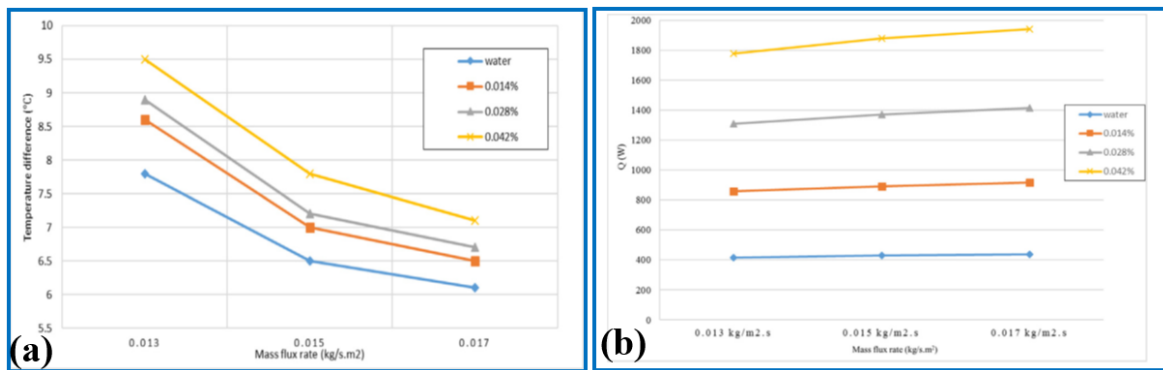 10
9.5
9
8.5
8
7.5
7
6.5
6
5.5
Temperature difference (°C)
water
0.014%
0.028%
0.042%
0.013
0.015
0.017
Mass flux rate (kg/s.m2)
(a)
2000
1800
1600
1400
1200
1000
800
600
400
200
0
Q (W)
water
0.014%
0.028%
0.042%
0.013 kg/m2.s
0.015 kg/m2.s
0.017 kg/m2.s
Mass flux rate (kg/s.m²)
(b)